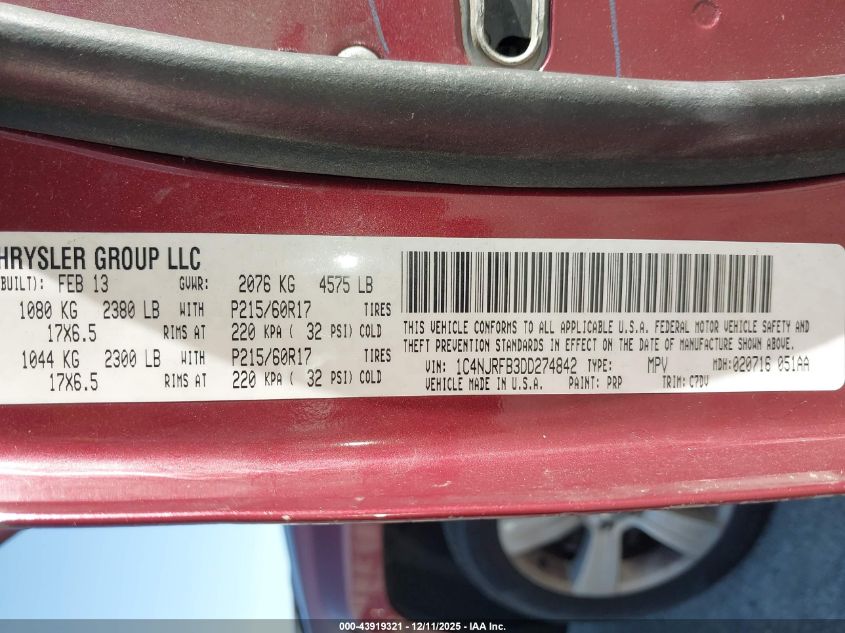 HRYSLER GROUP LLC
BUILT): FEB 13 GVWR: 2076 KG 4575 LB
1080 KG 2380 LB WITH P215/60R17 TIRES
17X6.5 RIMS AT 220 KPA ( 32 PSI) COLD
1044 KG 2300 LB WITH P215/60R17 TIRES
17X6.5 RIMS AT 220 KPA ( 32 PSI) COLD
THIS VEHICLE CONFORMS TO ALL APPLICABLE U.S.A. FEDERAL MOTOR VEHICLE SAFETY AND
THEFT PREVENTION STANDARDS IN EFFECT ON THE DATE OF MANUFACTURE SHOWN ABOVE.
VIN: 1C4NJRFB3DD274842 TYPE: MPV MDH:020716 051AA
VEHICLE MADE IN U.S.A. PAINT: PRP TRIM: C7DV
000-43919321 - 12/11/2025 - IAA Inc.